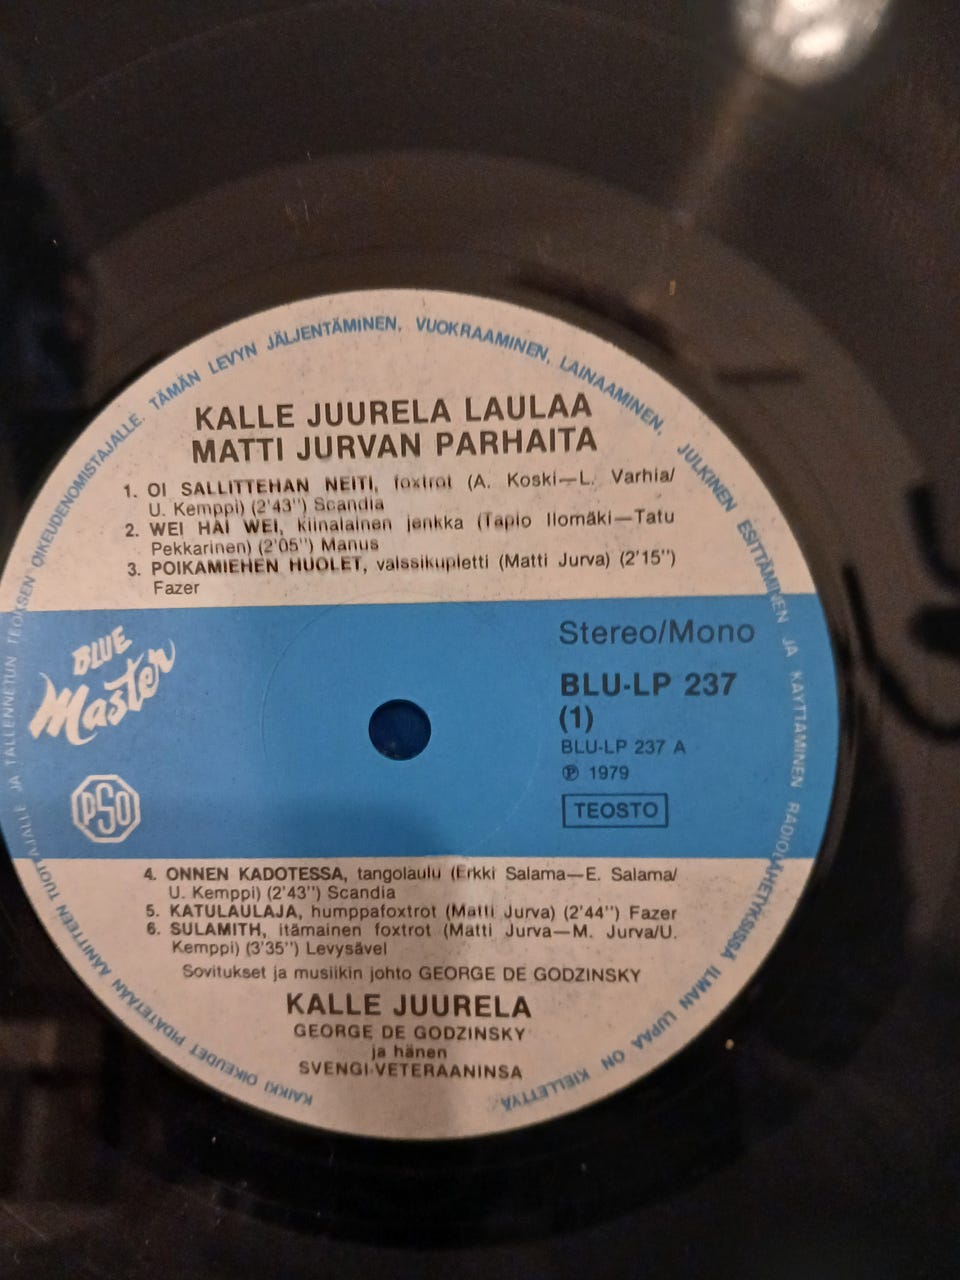 KALLE JUURELA LAULAA
MATTI JURVAN PARHAITA
1. OI SALLITTEHAN NEITI, foxtrot (A. Koski—L. Varhia/
U. Kemppi) (2'43'') Scandia
2. WEI HAI WEI, kiinalainen jenkka (Tapio Ilomäki—Tatu
Pekkarinen) (2'05'') Manus
3. POIKAMIEHEN HUOLET, valssikupletti (Matti Jurva) (2'15'')
Fazer
BLUE
Master
PSO
Stereo/Mono
BLU-LP 237
(1)
BLU-LP 237 A
℗ 1979
TEOSTO
4. ONNEN KADOTESSA, tangolaulu (Erkki Salama—E. Salama/
U. Kemppi) (2'43'') Scandia
5. KATULAULAJA, humppafoxtrot (Matti Jurva) (2'44'') Fazer
6. SULAMITH, itämainen foxtrot (Matti Jurva—M. Jurva/U.
Kemppi) (3'35'') Levysävel
Sovitukset ja musiikin johto GEORGE DE GODZINSKY
KALLE JUURELA
GEORGE DE GODZINSKY
ja hänen
SVENGI-VETERAANINSA
KAIKKI OIKEUDET PIDÄTETÄÄN ÄÄNITTEEN TUOTTAJALLE JA TALLENNETUN TEOKSEN OIKEUDENOMISTAJALLE. TÄMÄN LEVYN JÄLJENTÄMINEN, VUOKRAAMINEN, LAINAAMINEN, JULKINEN ESITTÄMINEN JA KÄYTTÄMINEN RADIOLÄHETYKSISSÄ ILMAN LUPAA ON KIELLETTYÄ